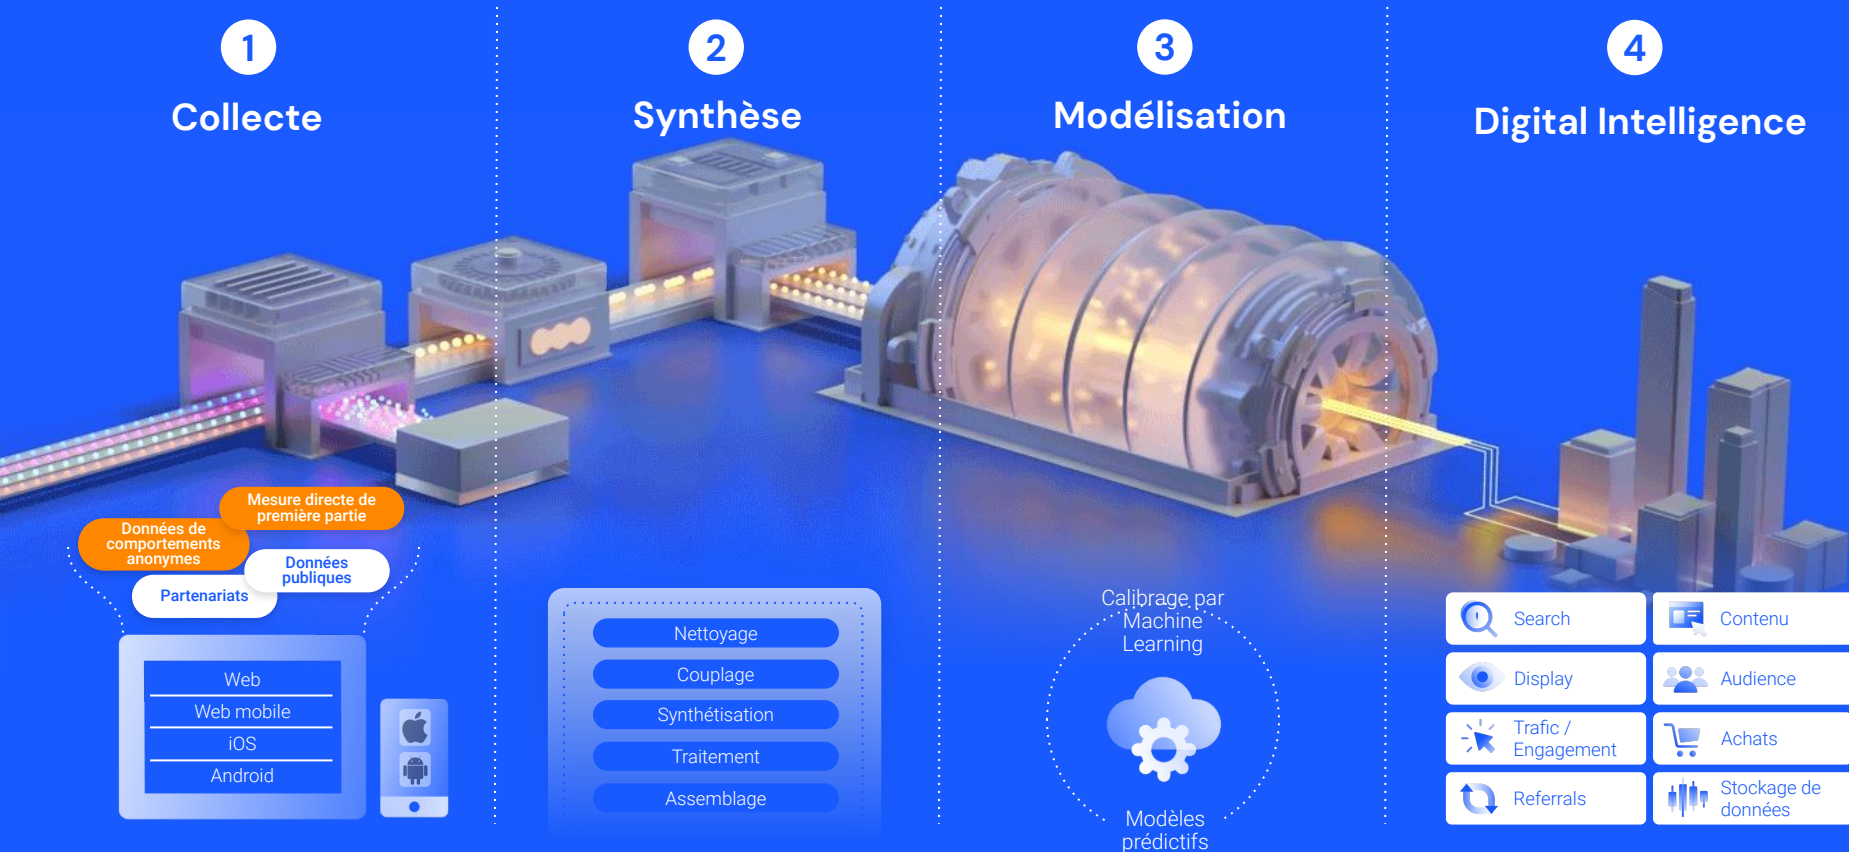 1
Collecte
2
Synthèse
3
Modélisation
4
Digital Intelligence
Mesure directe de
première partie
Données de
comportements
anonymes
Données
publiques
Partenariats
Web
Web mobile
iOS
Android
Nettoyage
Couplage
Synthétisation
Traitement
Assemblage
Calibrage par
Machine
Learning
Modèles
prédictifs
Search
Contenu
Display
Audience
Trafic /
Engagement
Achats
Referrals
Stockage de
données